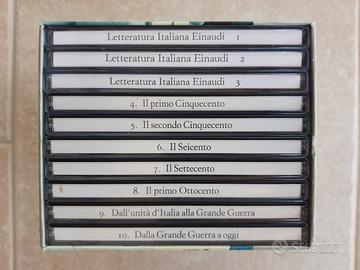 Letteratura Italiana Einaudi 1
Letteratura Italiana Einaudi 2
Letteratura Italiana Einaudi 3
4. Il primo Cinquecento
5. Il secondo Cinquecento
6. Il Seicento
7. Il Settecento
8. Il primo Ottocento
9. Dall'unità d'Italia alla Grande Guerra
10. Dalla Grande Guerra a oggi
subito